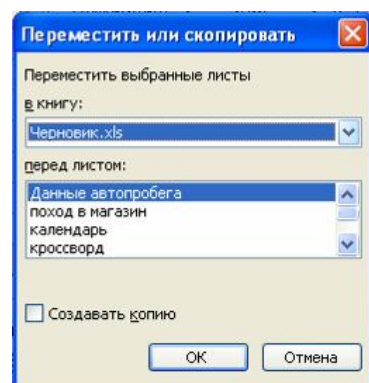 Переместить или скопировать
Переместить выбранные листы
в книгу:
Черновик.xls
перед листом:
Данные автопробега
поход в магазин
календарь
кроссворд
Создавать копию
ОК Отмена